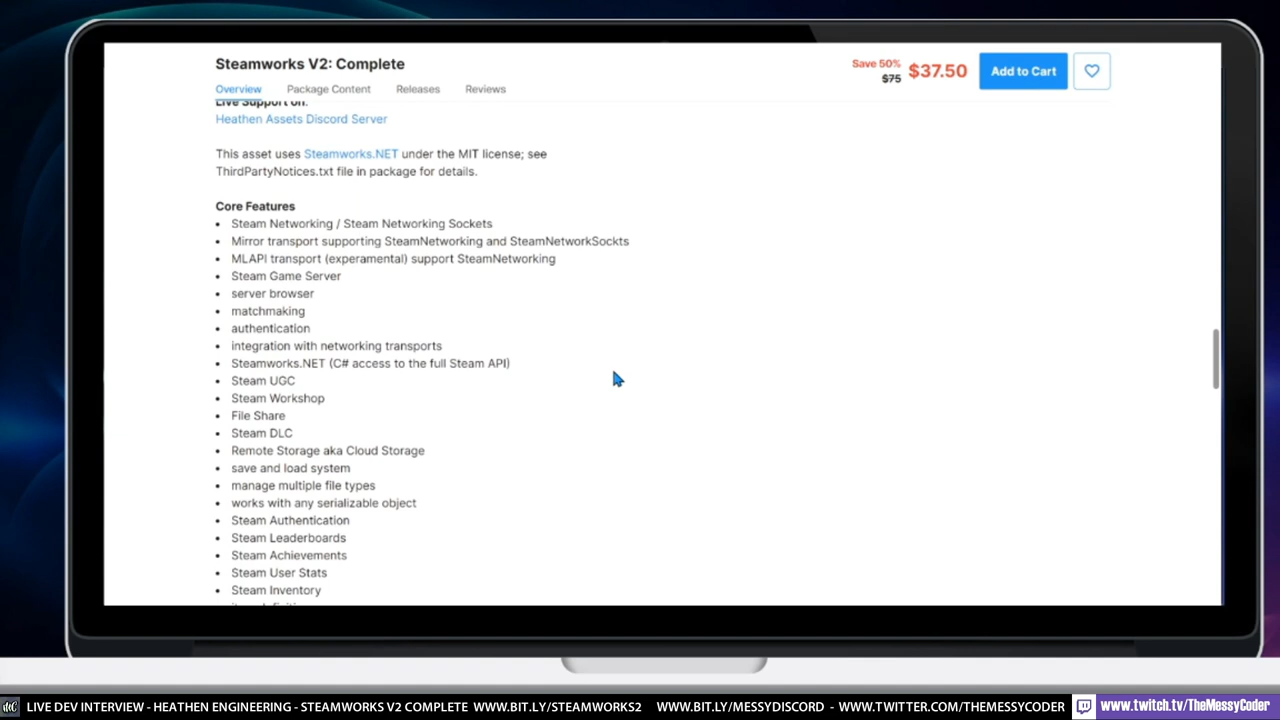 Steamworks V2: Complete
Save 50%
$75
$37.50
Add to Cart
Overview
Package Content
Releases
Reviews
Live Support on:
Heathen Assets Discord Server
This asset uses Steamworks.NET under the MIT license; see
ThirdPartyNotices.txt file in package for details.
Core Features
• Steam Networking / Steam Networking Sockets
• Mirror transport supporting SteamNetworking and SteamNetworkSockts
• MLAPI transport (experamental) support SteamNetworking
• Steam Game Server
• server browser
• matchmaking
• authentication
• integration with networking transports
• Steamworks.NET (C# access to the full Steam API)
• Steam UGC
• Steam Workshop
• File Share
• Steam DLC
• Remote Storage aka Cloud Storage
• save and load system
• manage multiple file types
• works with any serializable object
• Steam Authentication
• Steam Leaderboards
• Steam Achievements
• Steam User Stats
• Steam Inventory
LIVE DEV INTERVIEW - HEATHEN ENGINEERING - STEAMWORKS V2 COMPLETE WWW.BIT.LY/STEAMWORKS2 WWW.BIT.LY/MESSYDISCORD - WWW.TWITTER.COM/THEMESSYCODER
www.twitch.tv/TheMessyCoder